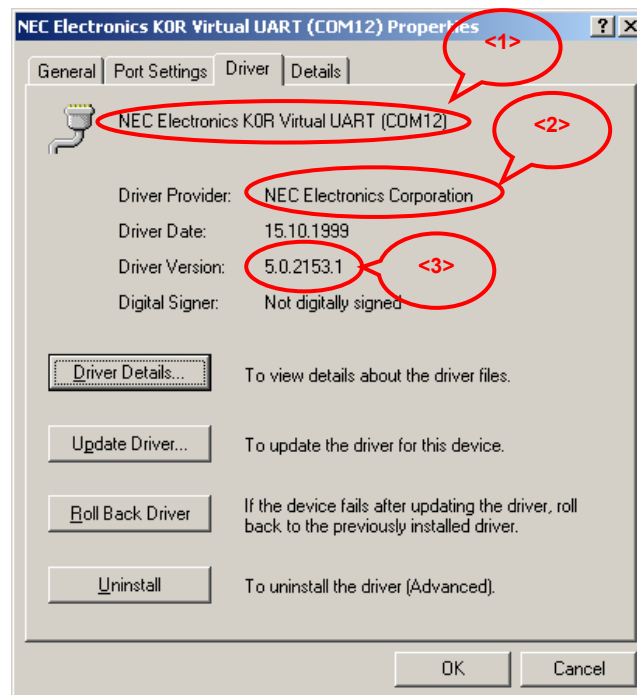 NEC Electronics K0R Virtual UART (COM12) Properties
<1>
General Port Settings Driver Details
NEC Electronics K0R Virtual UART (COM12)
<2>
Driver Provider: NEC Electronics Corporation
Driver Date: 15.10.1999
Driver Version: 5.0.2153.1
<3>
Digital Signer: Not digitally signed
Driver Details... To view details about the driver files.
Update Driver... To update the driver for this device.
Roll Back Driver If the device fails after updating the driver, roll
back to the previously installed driver.
Uninstall To uninstall the driver (Advanced).
OK Cancel